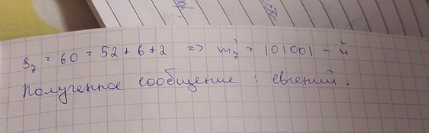 s₇ = 60 = 52 + 6 + 2 => m₇' = 101001 - й
Полученное сообщение : евгений.